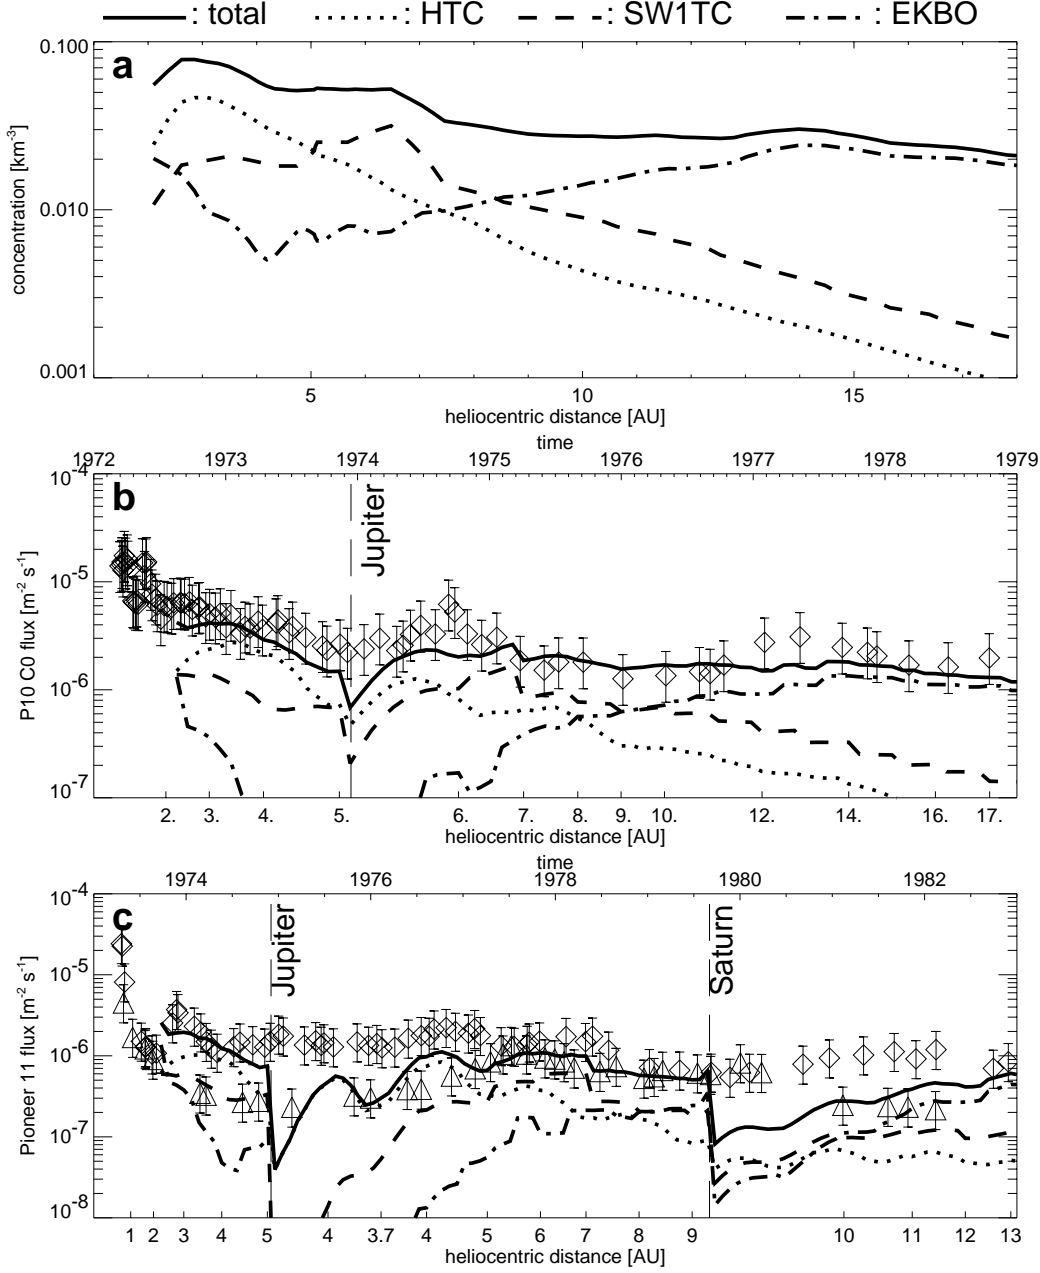 : total : HTC : SW1TC : EKBO
a
concentration [km-3]
0.100
0.010
0.001
5 10 15
heliocentric distance [AU]
time
1972 1973 1974 1975 1976 1977 1978 1979
b
Jupiter
P10 C0 flux [m-2 s-1]
10-4
10-5
10-6
10-7
2. 3. 4. 5. 6. 7. 8. 9. 10. 12. 14. 16. 17.
heliocentric distance [AU]
time
1974 1976 1978 1980 1982
c
Jupiter
Saturn
Pioneer 11 flux [m-2 s-1]
10-4
10-5
10-6
10-7
10-8
1 2 3 4 5 4 3.7 4 5 6 7 8 9 10 11 12 13
heliocentric distance [AU]